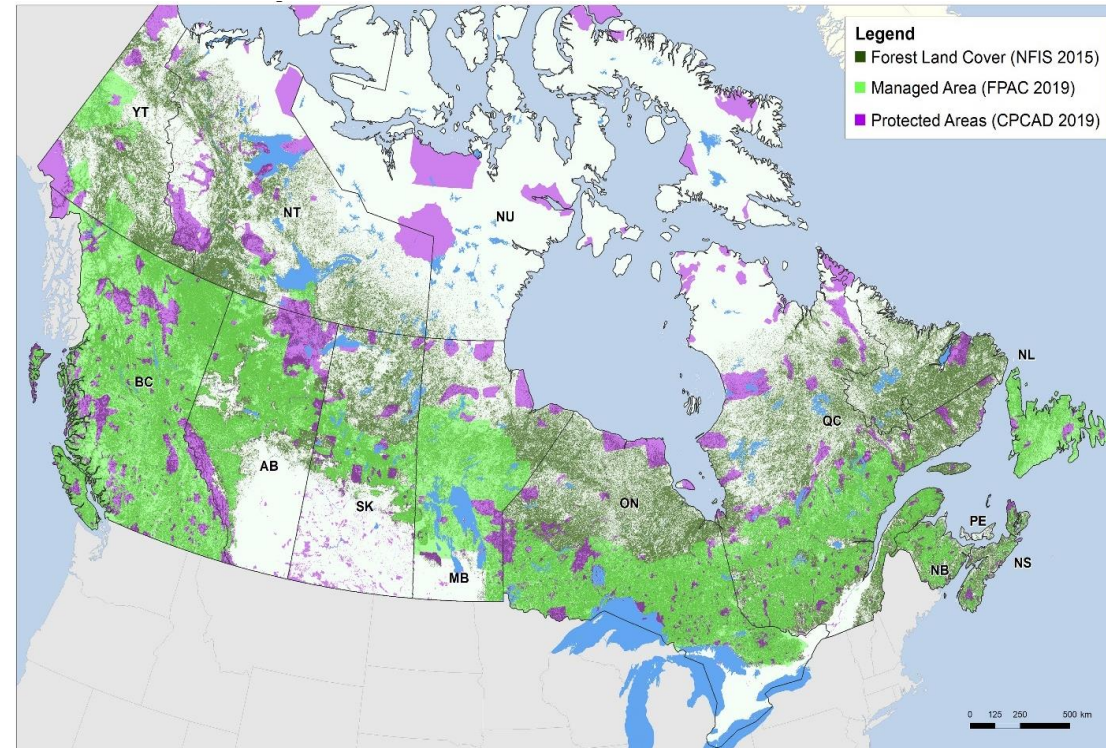 Legend
Forest Land Cover (NFIS 2015)
Managed Area (FPAC 2019)
Protected Areas (CPCAD 2019)
YT
NT
NU
BC
AB
SK
MB
ON
QC
NL
PE
NB
NS
0 125 250 500 km